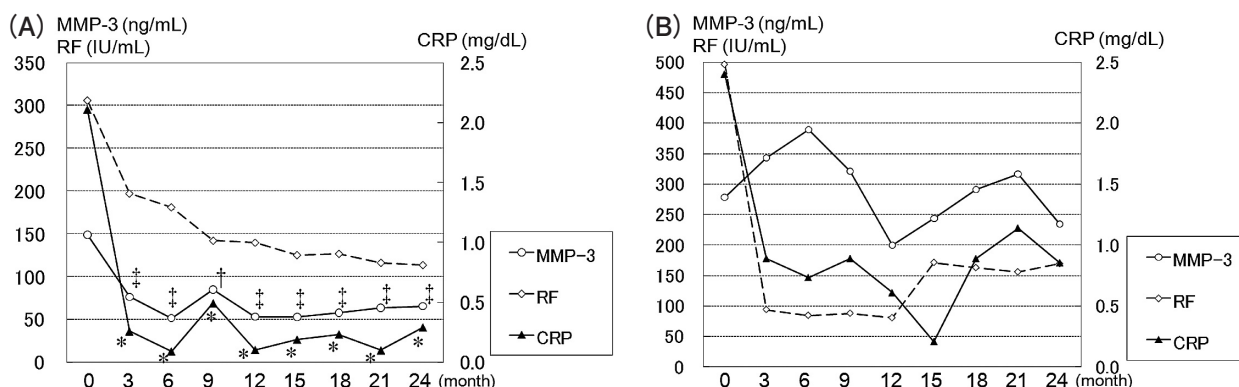 (A)
MMP-3 (ng/mL)
RF (IU/mL)
CRP (mg/dL)
350
300
250
200
150
100
50
0
2.5
2.0
1.5
1.0
0.5
0.0
‡ ‡ † ‡ ‡ ‡ ‡ ‡
* * * * * * * *
0 3 6 9 12 15 18 21 24 (month)
MMP-3
RF
CRP
(B)
MMP-3 (ng/mL)
RF (IU/mL)
CRP (mg/dL)
500
450
400
350
300
250
200
150
100
50
0
2.5
2.0
1.5
1.0
0.5
0.0
0 3 6 9 12 15 18 21 24 (month)
MMP-3
RF
CRP